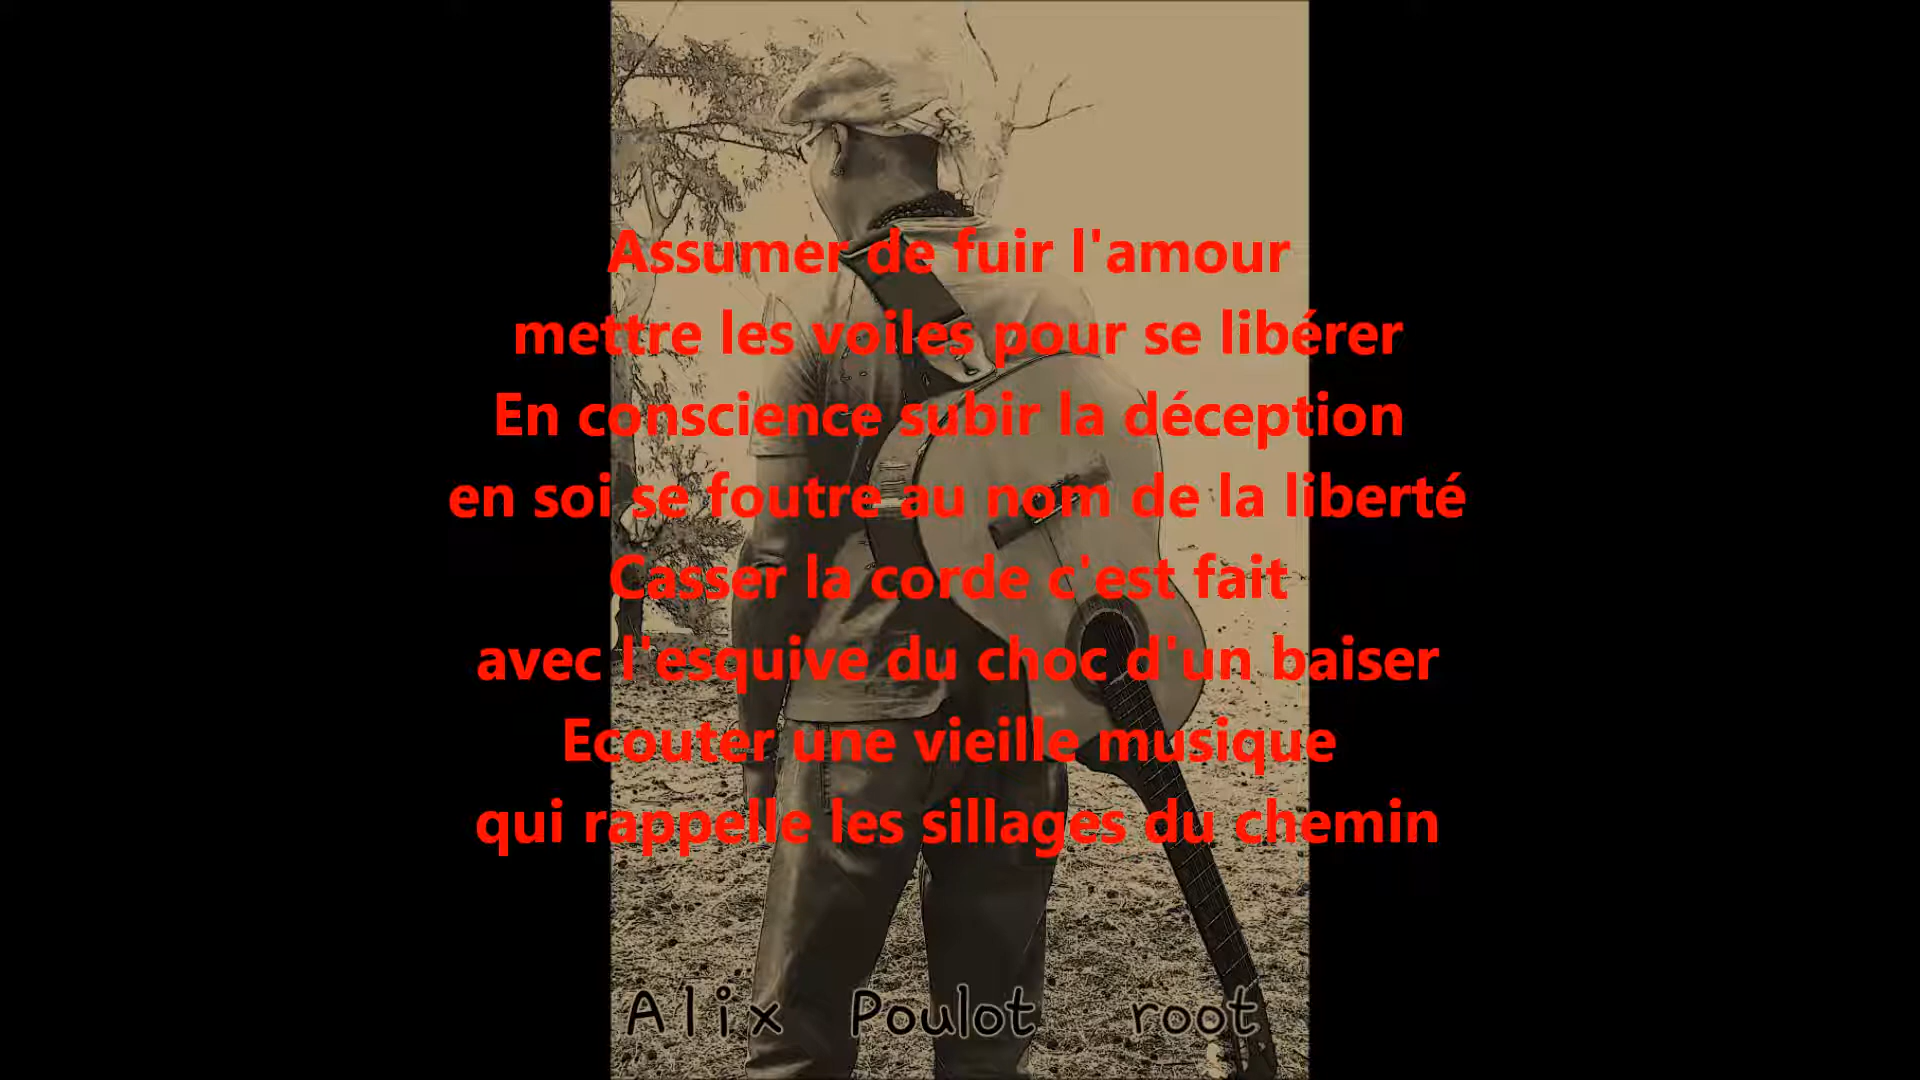 Assumer de fuir l'amour
mettre les voiles pour se libérer
En conscience subir la déception
en soi se foutre au nom de la liberté
Casser la corde c'est fait
avec l'esquive du choc d'un baiser
Ecouter une vieille musique
qui rappelle les sillages du chemin
Alix Poulot root